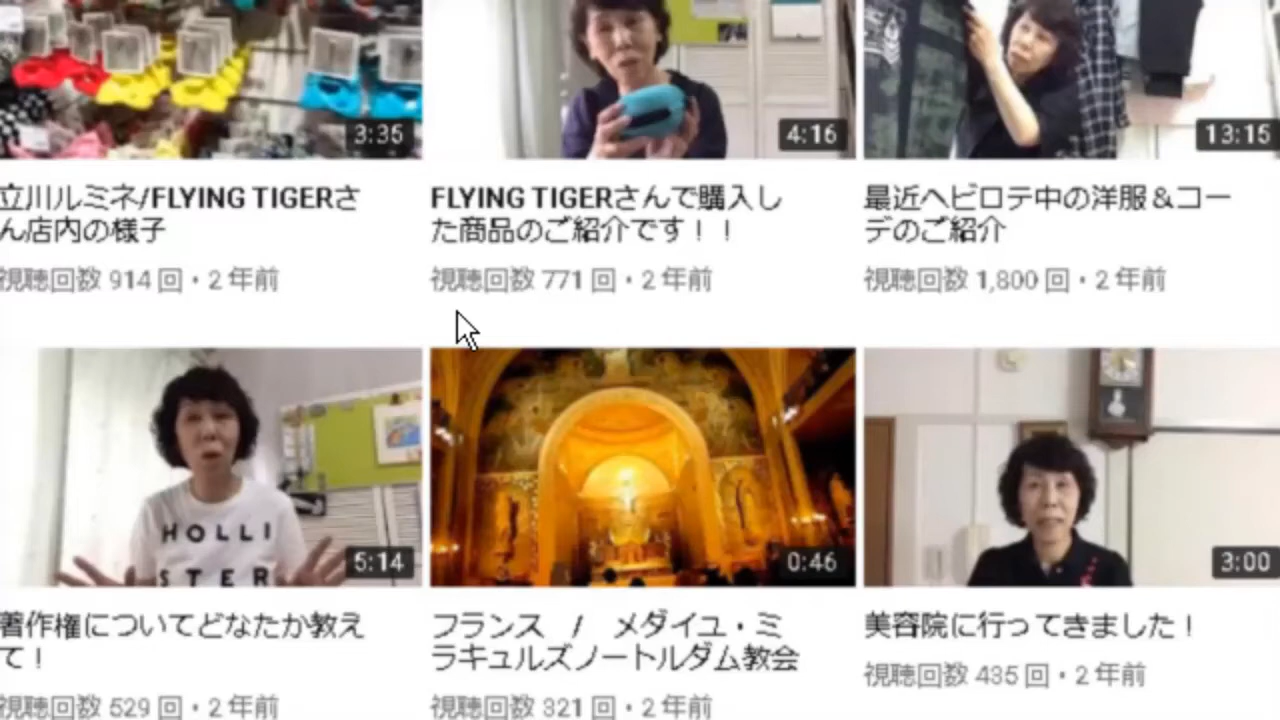 3:35
4:16
13:15
立川ルミネ/FLYING TIGERさ
ん店内の様子
視聴回数 914 回・2 年前
FLYING TIGERさんで購入し
た商品のご紹介です！！
視聴回数 771 回・2 年前
最近ヘビロテ中の洋服＆コー
デのご紹介
視聴回数 1,800 回・2 年前
HOLLI
STER
5:14
0:46
3:00
著作権についてどなたか教え
て！
視聴回数 529 回・2 年前
フランス　/　メダイユ・ミ
ラキュルズノートルダム教会
視聴回数 321 回・2 年前
美容院に行ってきました！
視聴回数 435 回・2 年前